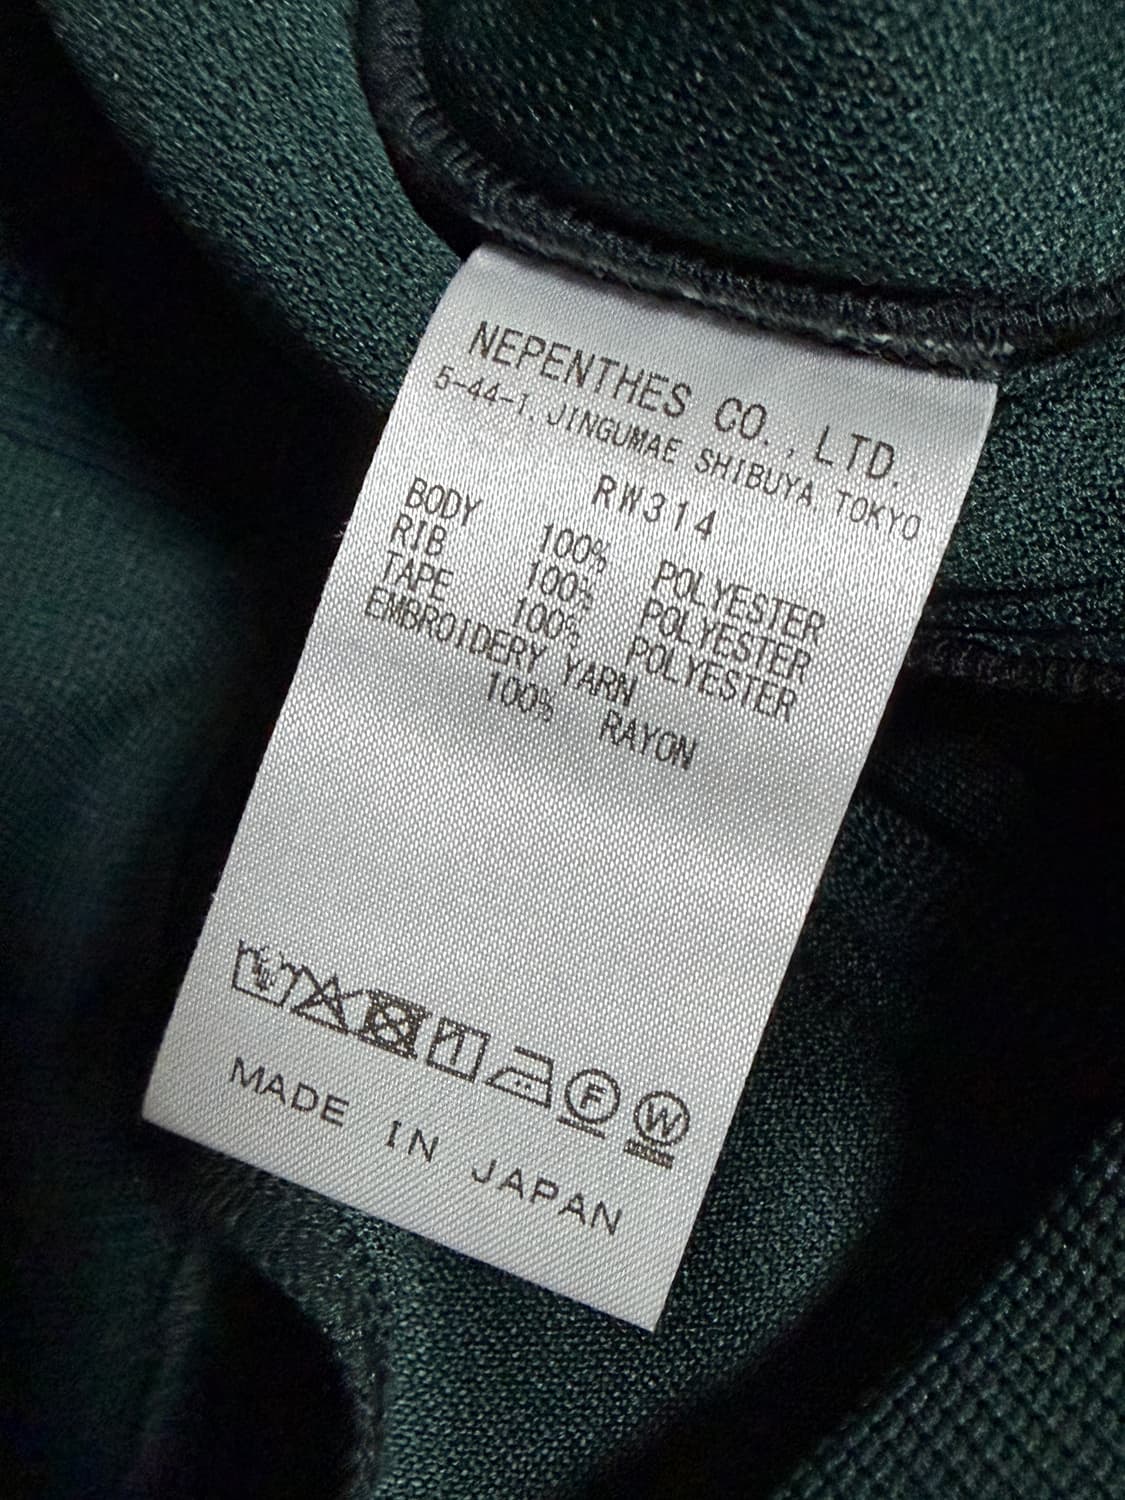 NEPENTHES CO., LTD.
5-44-1, JINGUMAE SHIBUYA, TOKYO
RW314
BODY 100% POLYESTER
RIB 100% POLYESTER
TAPE 100% POLYESTER
EMBROIDERY YARN
100% RAYON
F W
MADE IN JAPAN